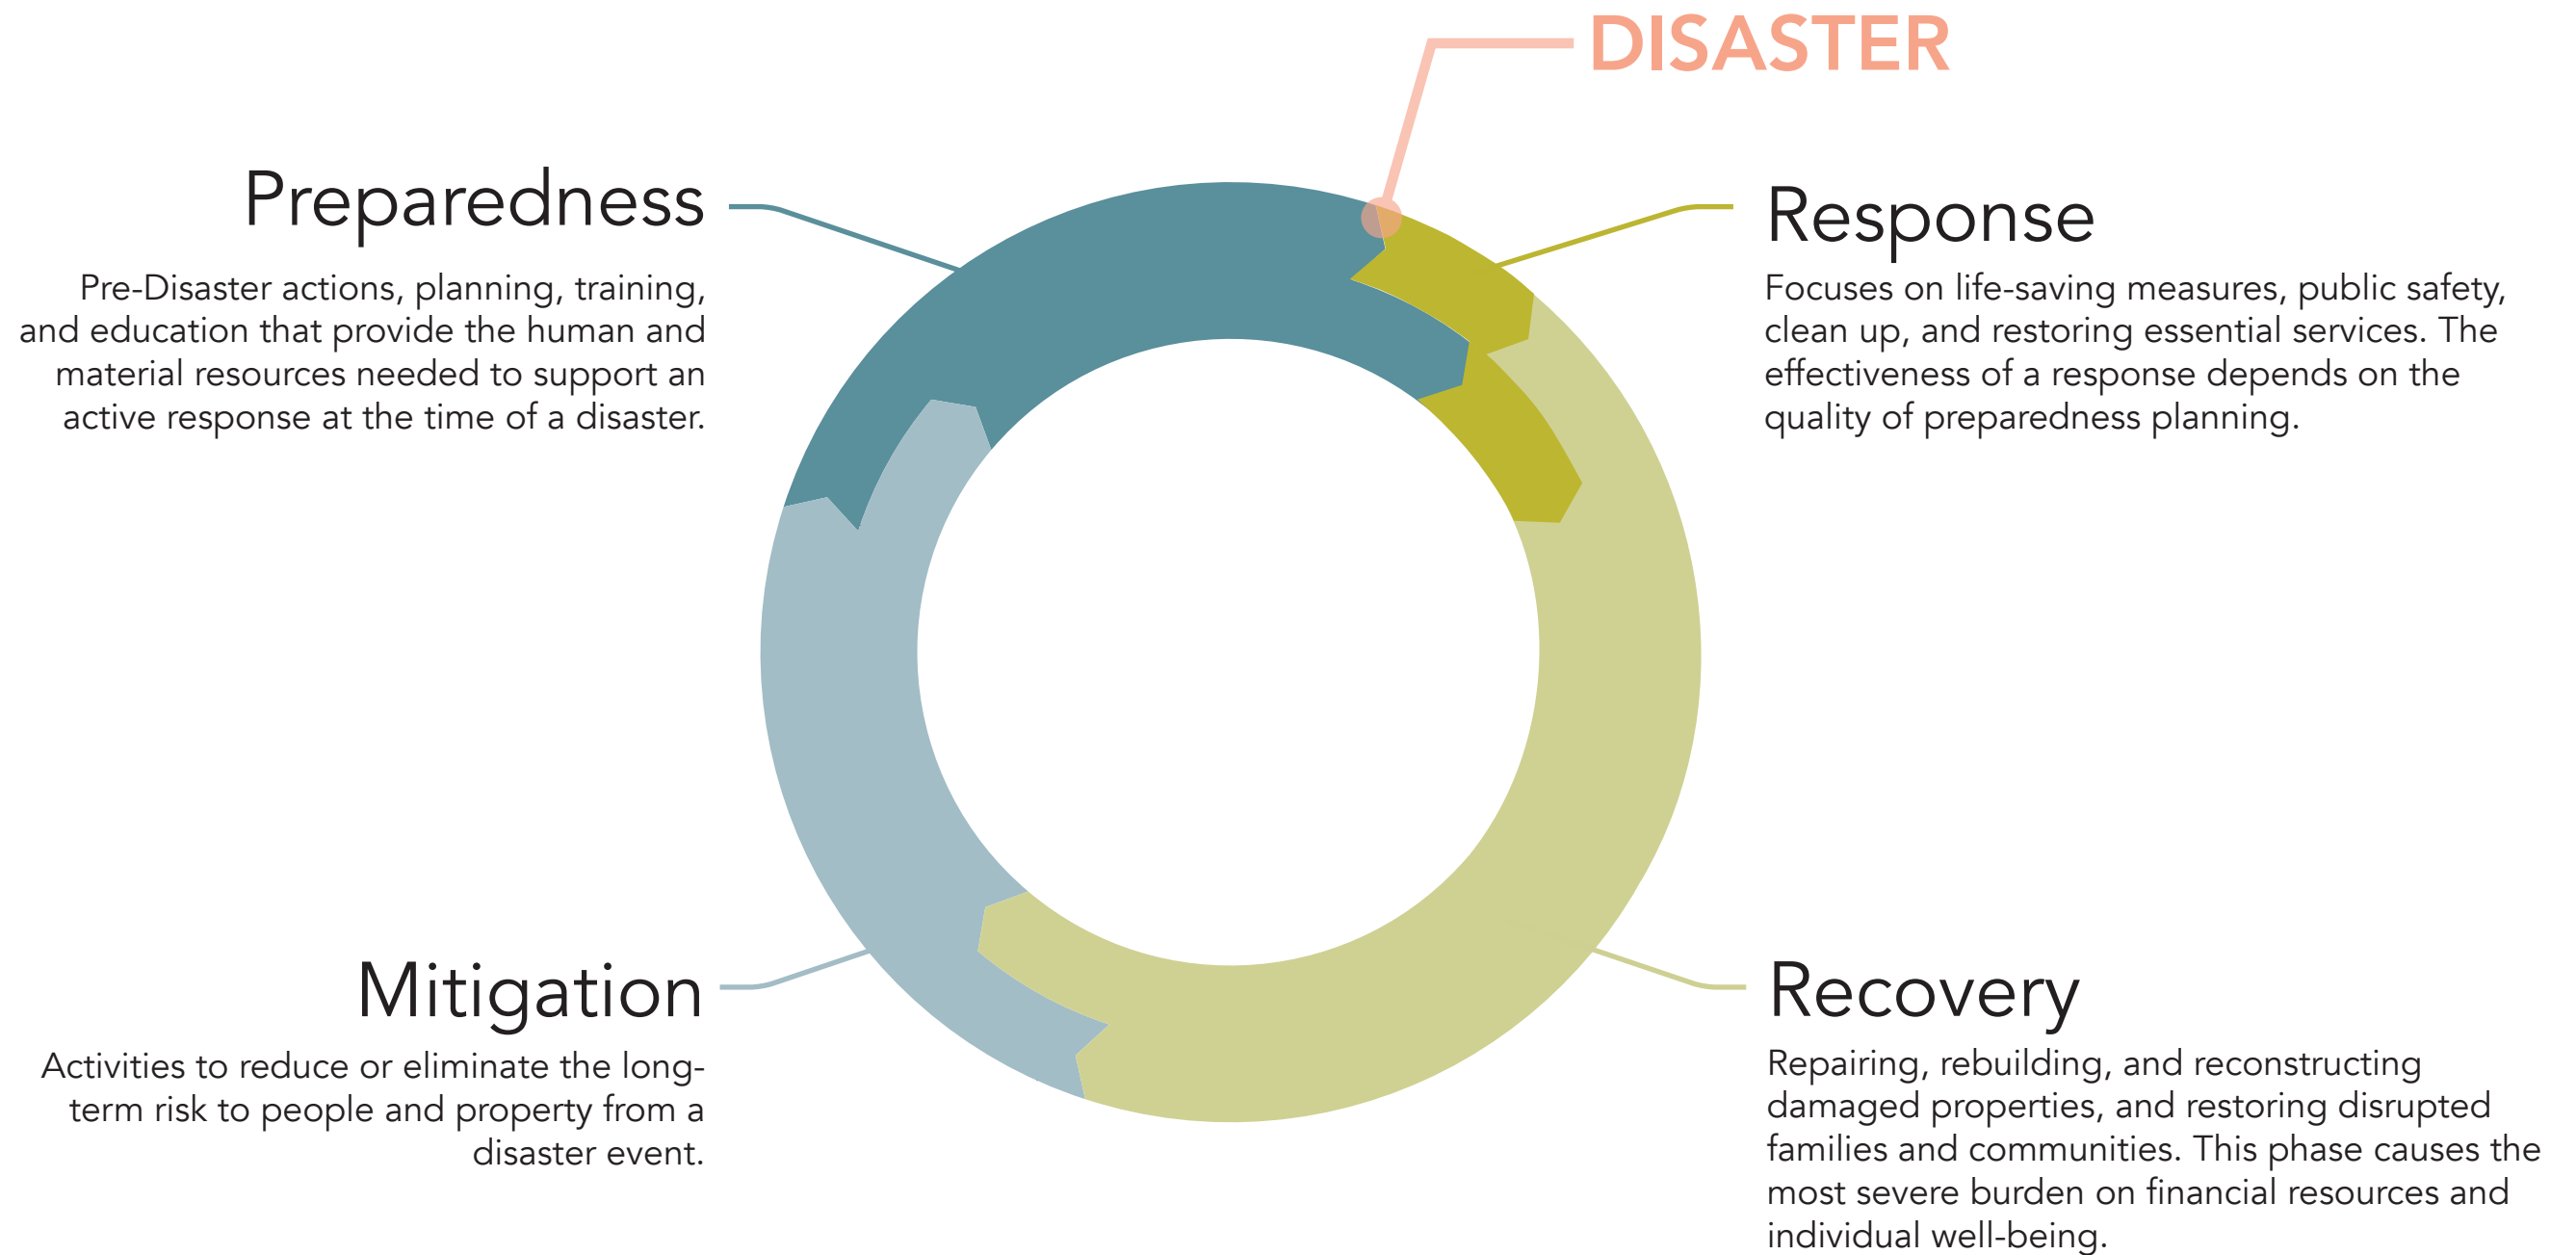 DISASTER
Preparedness
Pre-Disaster actions, planning, training,
and education that provide the human and
material resources needed to support an
active response at the time of a disaster.
Response
Focuses on life-saving measures, public safety,
clean up, and restoring essential services. The
effectiveness of a response depends on the
quality of preparedness planning.
Mitigation
Activities to reduce or eliminate the long-
term risk to people and property from a
disaster event.
Recovery
Repairing, rebuilding, and reconstructing
damaged properties, and restoring disrupted
families and communities. This phase causes the
most severe burden on financial resources and
individual well-being.